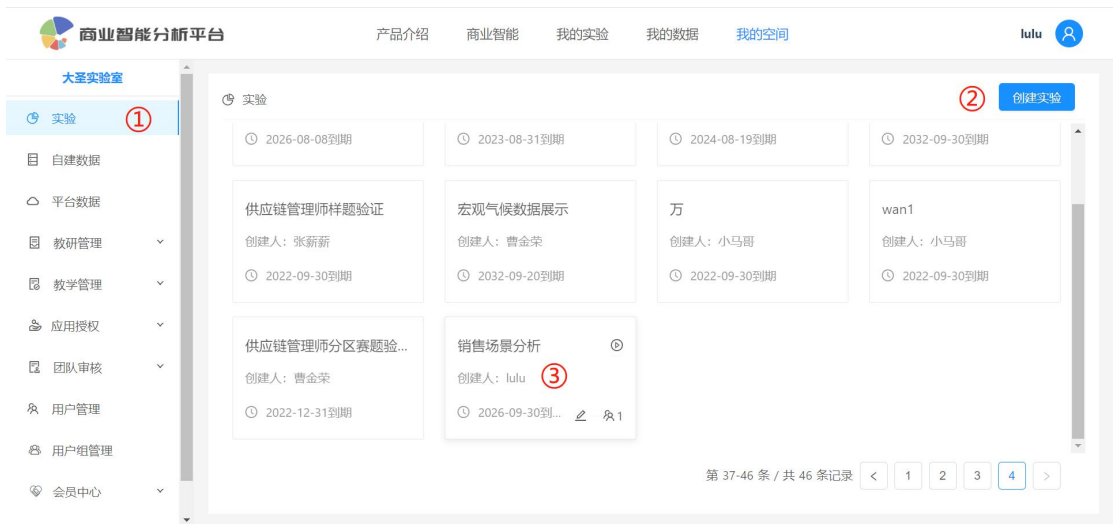 商业智能分析平台
产品介绍 商业智能 我的实验 我的数据 我的空间
lulu
大圣实验室
实验 ①
自建数据
平台数据
教研管理
教学管理
应用授权
团队审核
用户管理
用户组管理
会员中心
实验
② 创建实验
2026-08-08到期 2023-08-31到期 2024-08-19到期 2032-09-30到期
供应链管理师样题验证 宏观气候数据展示 万 wan1
创建人：张薪薪 创建人：曹金荣 创建人：小马哥 创建人：小马哥
2022-09-30到期 2032-09-20到期 2022-09-30到期 2022-09-30到期
供应链管理师分区赛题验... 销售场景分析
创建人：曹金荣 创建人：lulu ③
2022-12-31到期 2026-09-30到... 1
第 37-46 条 / 共 46 条记录 < 1 2 3 4 >